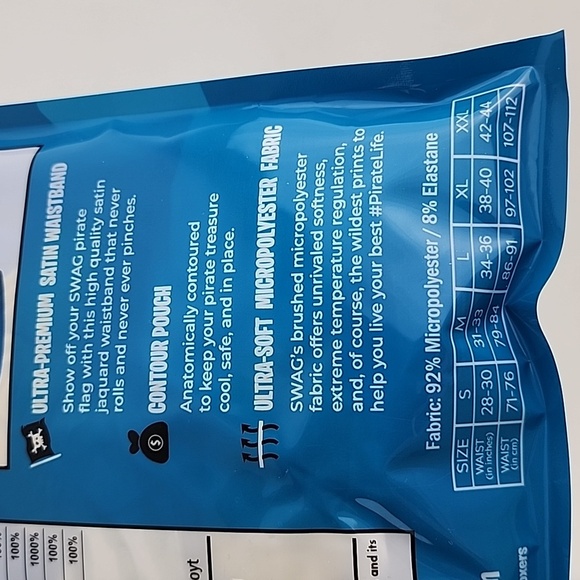 ULTRA-PREMIUM SATIN WAISTBAND
Show off your SWAG pirate
flag with this high quality satin
jaquard waistband that never
rolls and never ever pinches.
CONTOUR POUCH
$
Anatomically contoured
to keep your pirate treasure
cool, safe, and in place.
ULTRA-SOFT MICROPOLYESTER FABRIC
SWAG's brushed micropolyester
fabric offers unrivaled softness,
extreme temperature regulation,
and, of course, the wildest prints to
help you live your best #PirateLife.
Fabric: 92% Micropolyester / 8% Elastane
SIZE S M L XL XXL
WAIST (in inches) 28-30 31-33 34-36 38-40 42-44
WAIST (in cm) 71-76 79-84 86-91 97-102 107-112
100%
1000%
100%
100%
oyt
and its
oxers